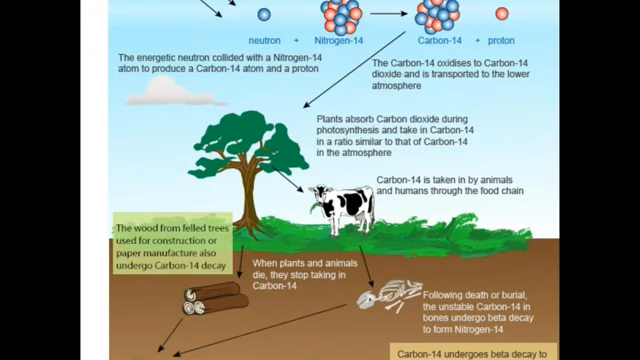 neutron + Nitrogen-14 Carbon-14 + proton
The energetic neutron collided with a Nitrogen-14
atom to produce a Carbon-14 atom and a proton
The Carbon-14 oxidises to Carbon-14
dioxide and is transported to the lower
atmosphere
Plants absorb Carbon dioxide during
photosynthesis and take in Carbon-14
in a ratio similar to that of Carbon-14
in the atmosphere
Carbon-14 is taken in by animals
and humans through the food chain
The wood from felled trees
used for construction or
paper manufacture also
undergo Carbon-14 decay
When plants and animals
die, they stop taking in
Carbon-14
Following death or burial,
the unstable Carbon-14 in
bones undergo beta decay
to form Nitrogen-14
Carbon-14 undergoes beta decay to